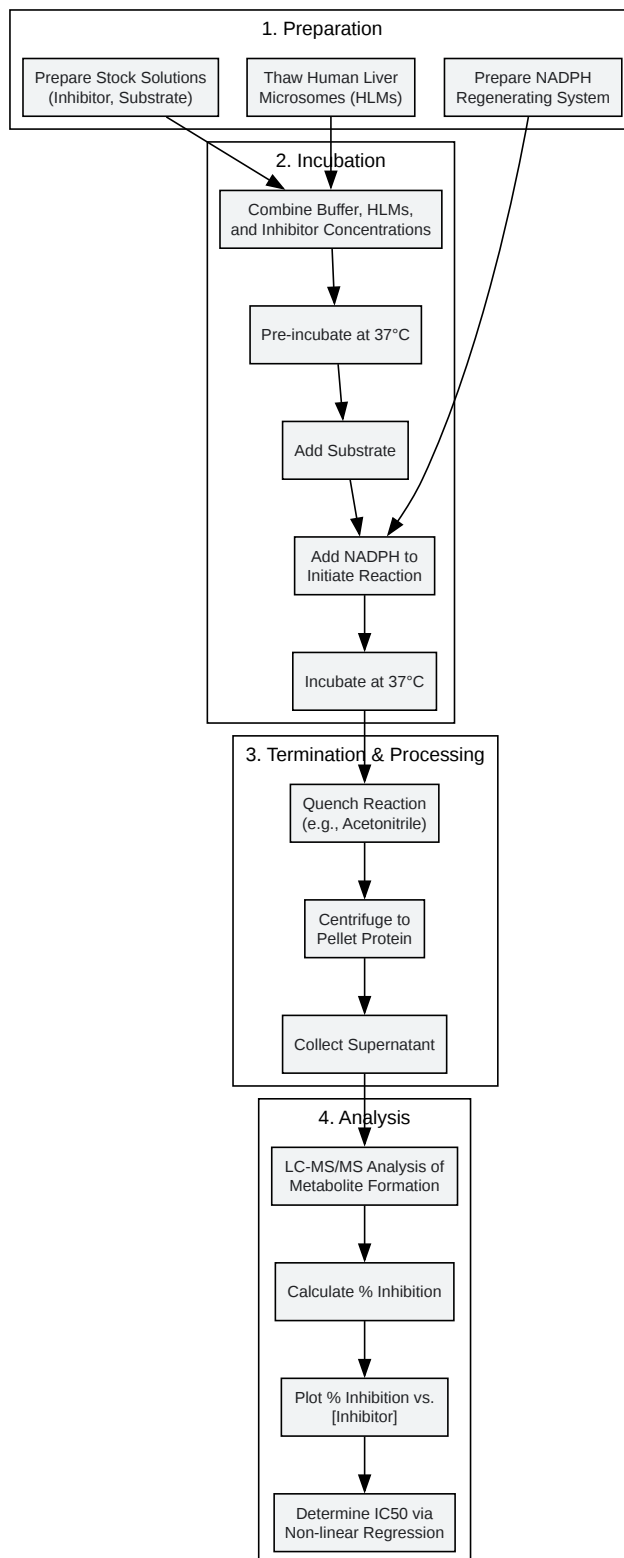 1. Preparation
Prepare Stock Solutions
(Inhibitor, Substrate)
Thaw Human Liver
Microsomes (HLMs)
Prepare NADPH
Regenerating System
2. Incubation
Combine Buffer, HLMs,
and Inhibitor Concentrations
Pre-incubate at 37°C
Add Substrate
Add NADPH to
Initiate Reaction
Incubate at 37°C
3. Termination & Processing
Quench Reaction
(e.g., Acetonitrile)
Centrifuge to
Pellet Protein
Collect Supernatant
4. Analysis
LC-MS/MS Analysis of
Metabolite Formation
Calculate % Inhibition
Plot % Inhibition vs.
[Inhibitor]
Determine IC50 via
Non-linear Regression